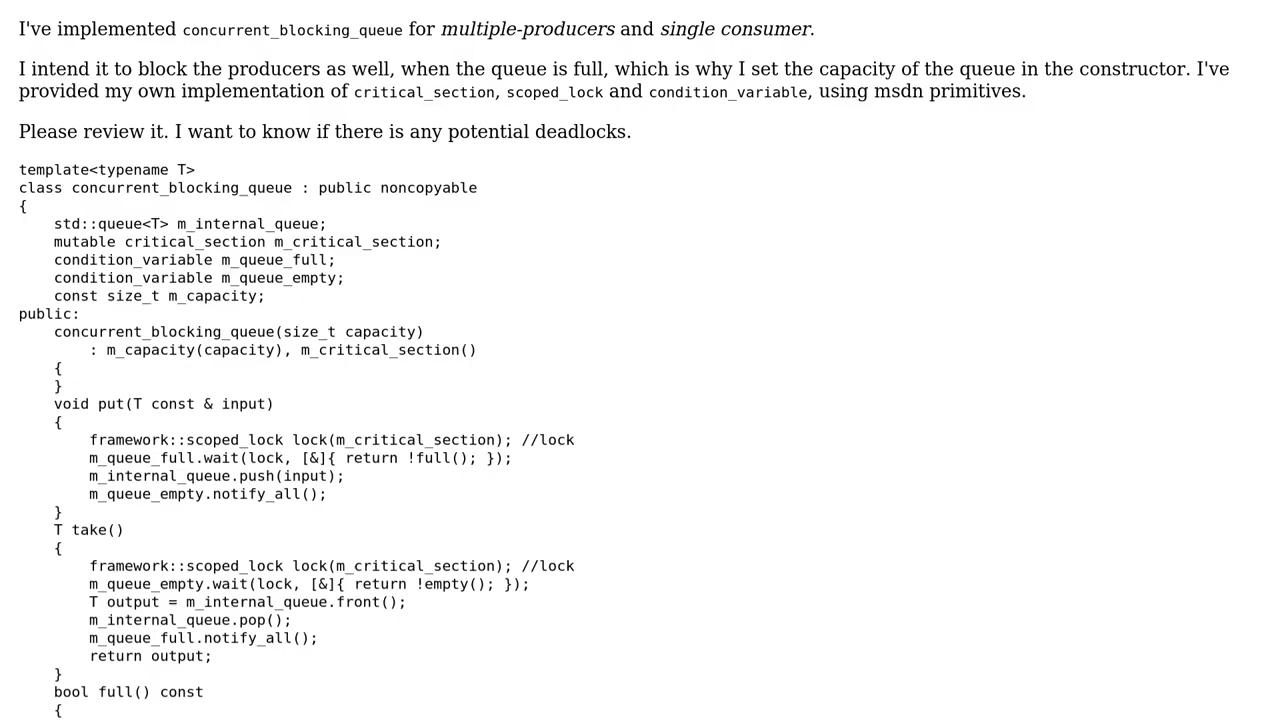 I've implemented concurrent_blocking_queue for multiple-producers and single consumer.
I intend it to block the producers as well, when the queue is full, which is why I set the capacity of the queue in the constructor. I've
provided my own implementation of critical_section, scoped_lock and condition_variable, using msdn primitives.
Please review it. I want to know if there is any potential deadlocks.
template<typename T>
class concurrent_blocking_queue : public noncopyable
{
    std::queue<T> m_internal_queue;
    mutable critical_section m_critical_section;
    condition_variable m_queue_full;
    condition_variable m_queue_empty;
    const size_t m_capacity;
public:
    concurrent_blocking_queue(size_t capacity)
        : m_capacity(capacity), m_critical_section()
    {
    }
    void put(T const & input)
    {
        framework::scoped_lock lock(m_critical_section); //lock
        m_queue_full.wait(lock, [&]{ return !full(); });
        m_internal_queue.push(input);
        m_queue_empty.notify_all();
    }
    T take()
    {
        framework::scoped_lock lock(m_critical_section); //lock
        m_queue_empty.wait(lock, [&]{ return !empty(); });
        T output = m_internal_queue.front();
        m_internal_queue.pop();
        m_queue_full.notify_all();
        return output;
    }
    bool full() const
    {